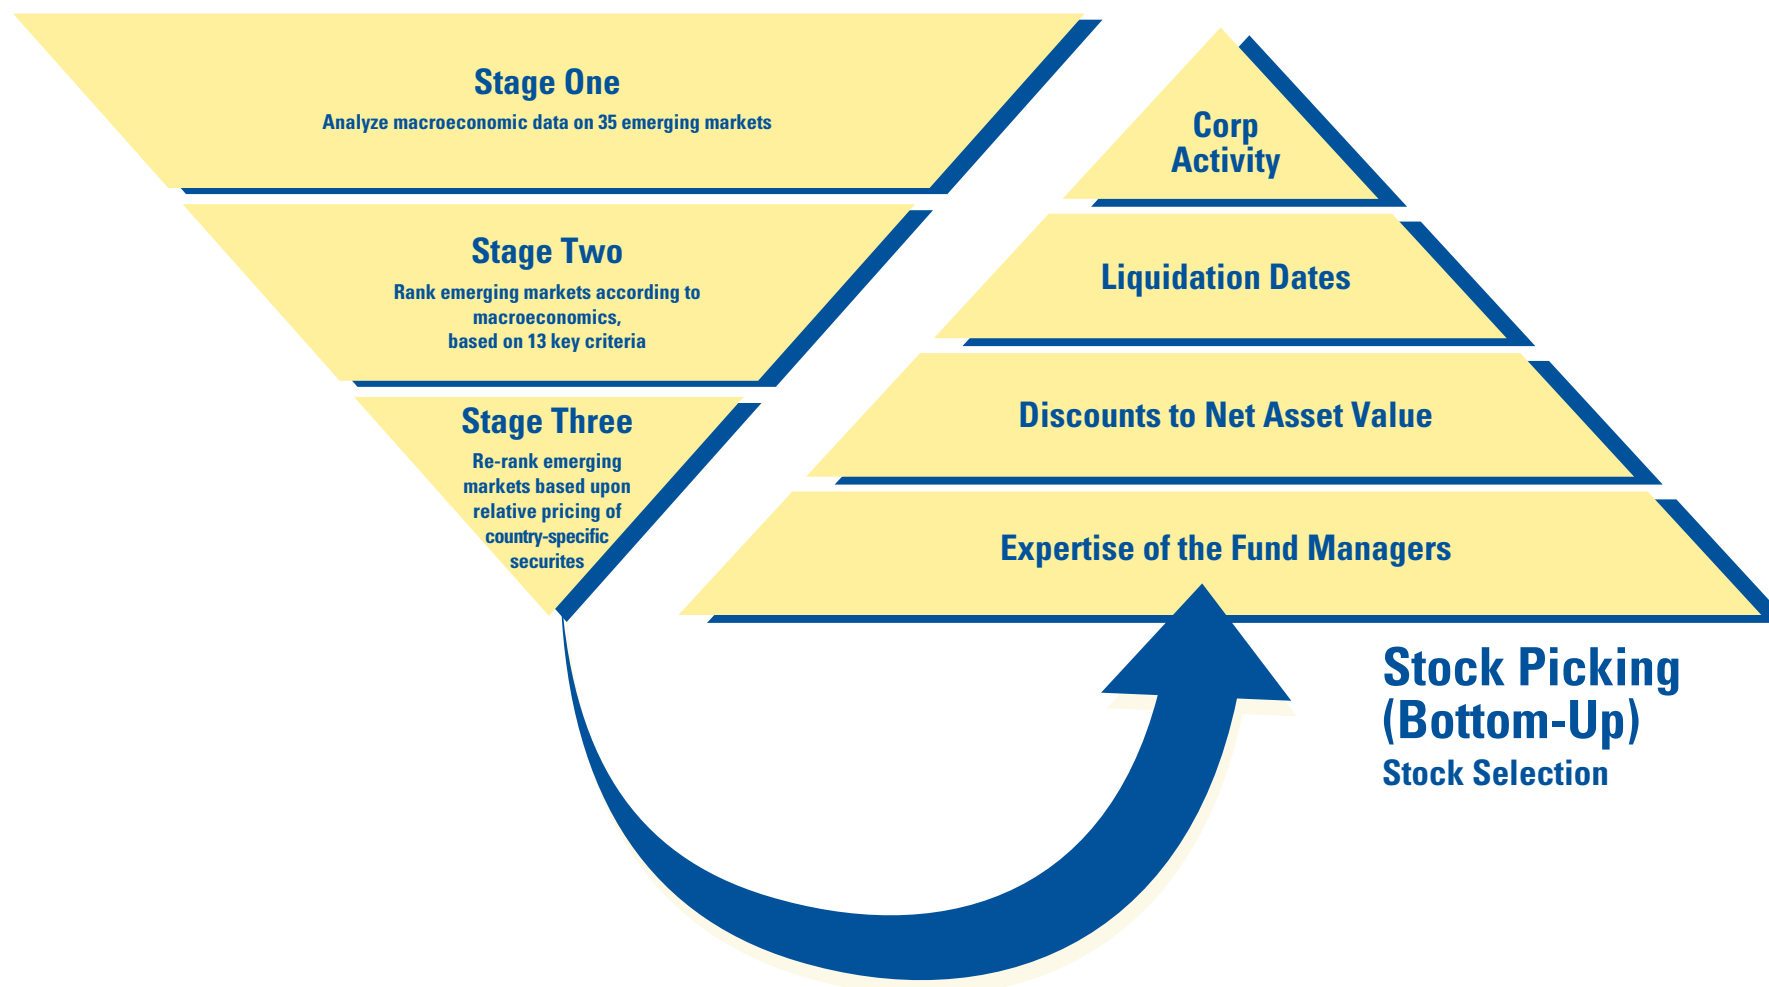 Stage One
Analyze macroeconomic data on 35 emerging markets
Stage Two
Rank emerging markets according to
macroeconomics,
based on 13 key criteria
Stage Three
Re-rank emerging
markets based upon
relative pricing of
country-specific
securites
Corp
Activity
Liquidation Dates
Discounts to Net Asset Value
Expertise of the Fund Managers
Stock Picking
(Bottom-Up)
Stock Selection